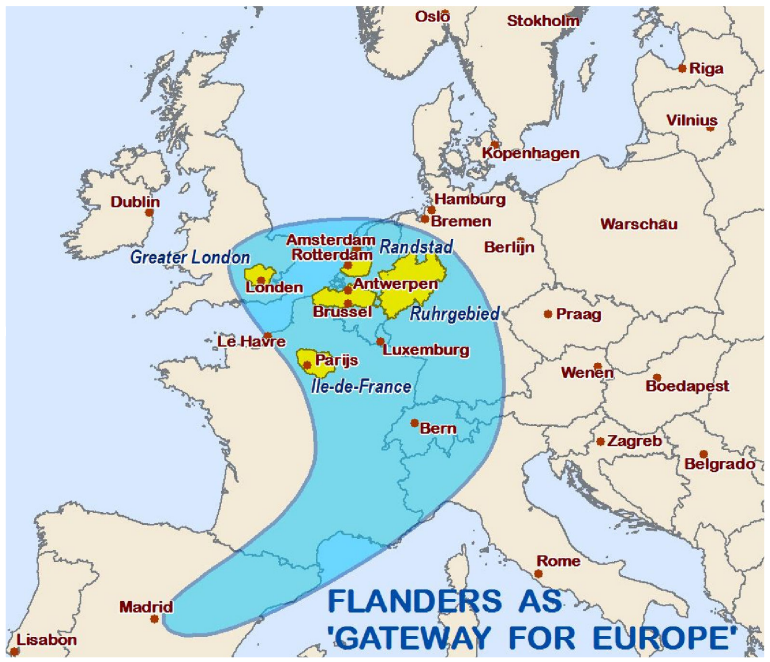 Oslo
Stokholm
Riga
Vilnius
Kopenhagen
Hamburg
Bremen
Dublin
Warschau
Berlijn
Amsterdam
Rotterdam
Randstad
Greater London
Londen
Antwerpen
Brussel
Ruhrgebied
Praag
Le Havre
Luxemburg
Parijs
Île-de-France
Wenen
Boedapest
Bern
Zagreb
Belgrado
Rome
Madrid
Lisabon
FLANDERS AS
'GATEWAY FOR EUROPE'